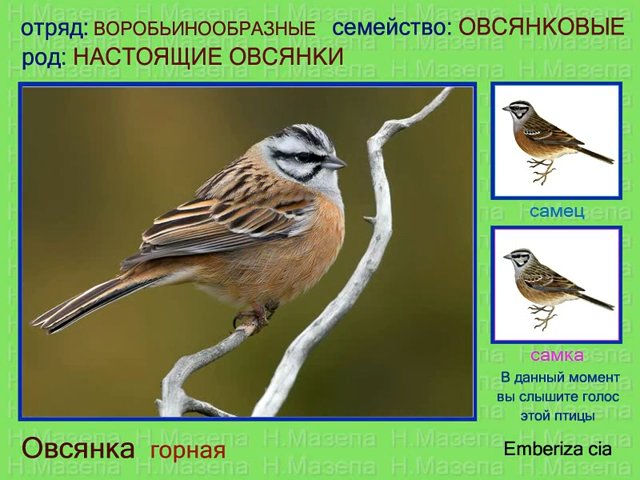 отряд: ВОРОБЬИНООБРАЗНЫЕ семейство: ОВСЯНКОВЫЕ
род: НАСТОЯЩИЕ ОВСЯНКИ
самец
самка
В данный момент
вы слышите голос
этой птицы
Овсянка горная
Emberiza cia
Н.Мазепа